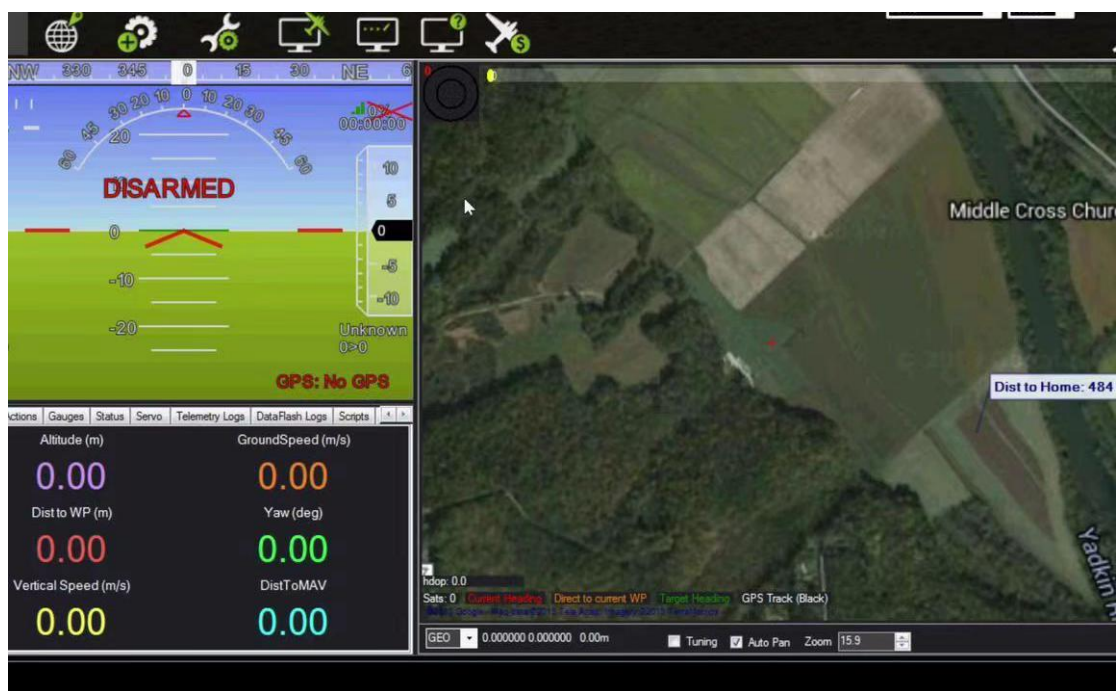 NW 330 345 0 15 30 NE 6
60 45 30 20 10 0 10 20 30 45 60
0%
00:00:00
20
DISARMED
0
-10
-20
10
5
0
-5
-10
Unknown
0>0
GPS: No GPS
Actions Gauges Status Servo Telemetry Logs DataFlash Logs Scripts
Altitude (m) GroundSpeed (m/s)
0.00 0.00
Dist to WP (m) Yaw (deg)
0.00 0.00
Vertical Speed (m/s) DistToMAV
0.00 0.00
0 0
Middle Cross Chur
Dist to Home: 484
Yadkin
hdop: 0.0
Sats: 0 Current Heading Direct to current WP Target Heading GPS Track (Black)
GEO 0.000000 0.000000 0.00m Tuning Auto Pan Zoom 15.9